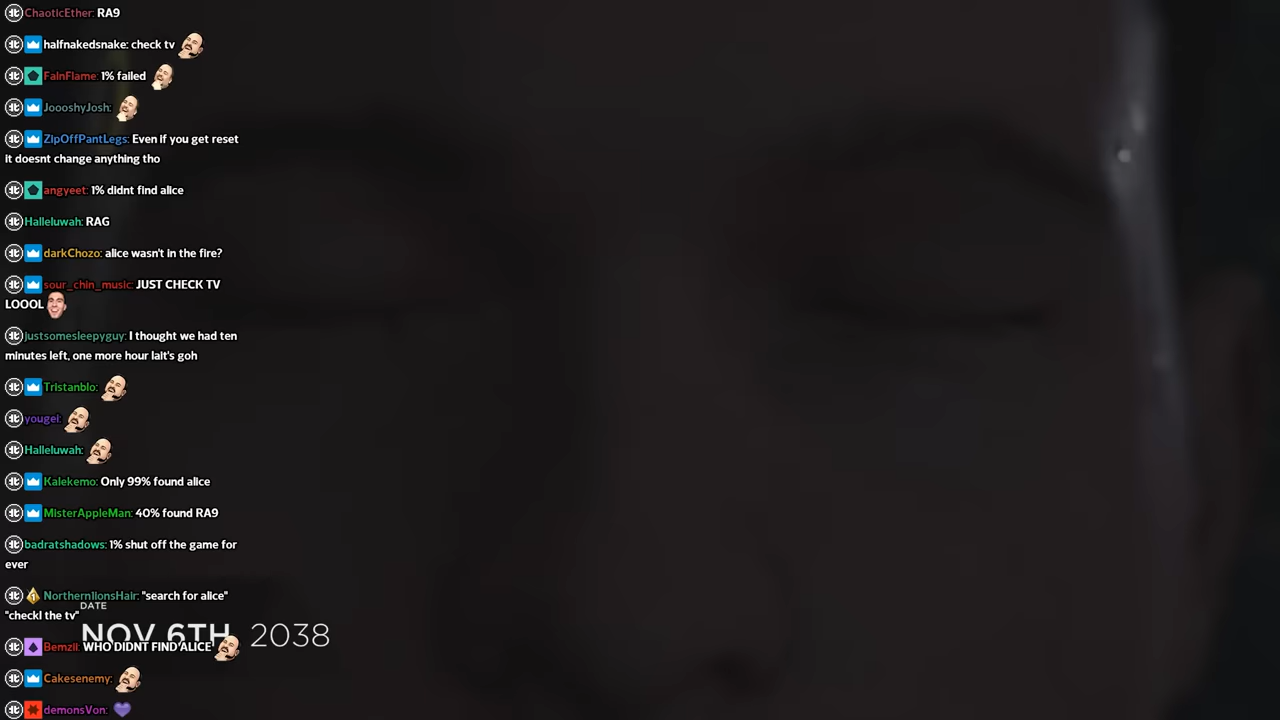 ChaoticEther: RA9
halfnakedsnake: check tv
FalnFlame: 1% failed
JoooshyJosh:
ZipOffPantLegs: Even if you get reset
it doesnt change anything tho
angyeet: 1% didnt find alice
Halleluwah: RAG
darkChozo: alice wasn't in the fire?
sour_chin_music: JUST CHECK TV
LOOOL
justsomesleepyguy: I thought we had ten
minutes left, one more hour lait's goh
Tristanblo:
yougel:
Halleluwah:
Kalekemo: Only 99% found alice
MisterAppleMan: 40% found RA9
badratshadows: 1% shut off the game for
ever
NorthernlionsHair: "search for alice"
"checkl the tv"
DATE
NOV 6TH, 2038
Bemzii: WHO DIDNT FIND ALICE
Cakesenemy:
demonsVon: